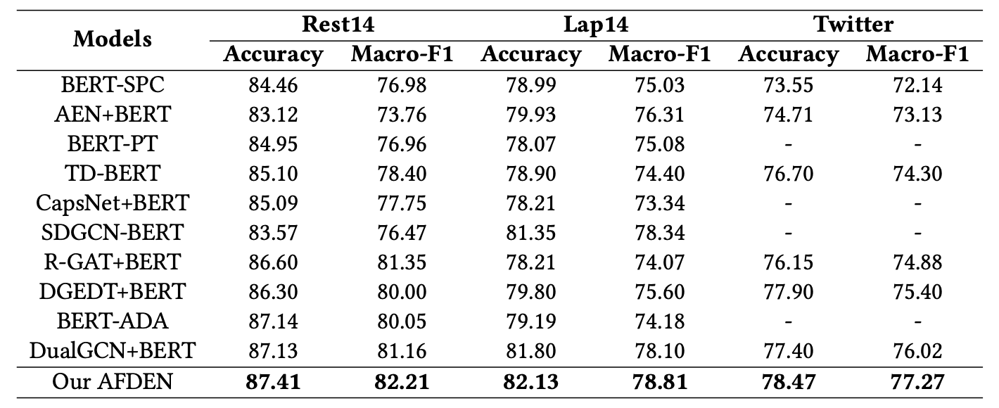 Models Rest14 Lap14 Twitter
Accuracy Macro-F1 Accuracy Macro-F1 Accuracy Macro-F1
BERT-SPC 84.46 76.98 78.99 75.03 73.55 72.14
AEN+BERT 83.12 73.76 79.93 76.31 74.71 73.13
BERT-PT 84.95 76.96 78.07 75.08 - -
TD-BERT 85.10 78.40 78.90 74.40 76.70 74.30
CapsNet+BERT 85.09 77.75 78.21 73.34 - -
SDGCN-BERT 83.57 76.47 81.35 78.34 - -
R-GAT+BERT 86.60 81.35 78.21 74.07 76.15 74.88
DGEDT+BERT 86.30 80.00 79.80 75.60 77.90 75.40
BERT-ADA 87.14 80.05 79.19 74.18 - -
DualGCN+BERT 87.13 81.16 81.80 78.10 77.40 76.02
Our AFDEN 87.41 82.21 82.13 78.81 78.47 77.27